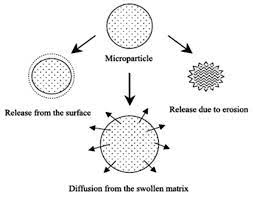 Microparticle
Release from the surface
Release due to erosion
Diffusion from the swollen matrix